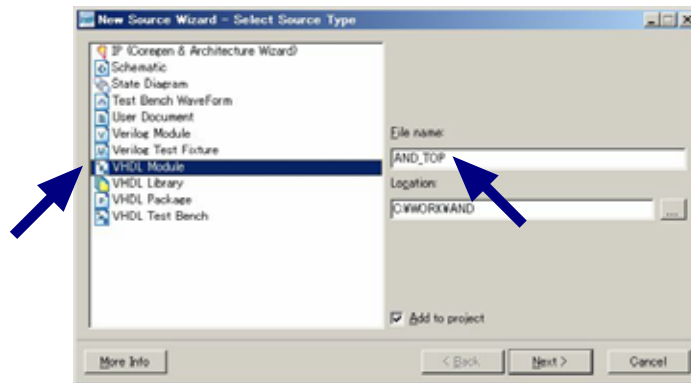 New Source Wizard - Select Source Type
IP (Coregen & Architecture Wizard)
Schematic
State Diagram
Test Bench WaveForm
User Document
Verilog Module
Verilog Test Fixture
VHDL Module
VHDL Library
VHDL Package
VHDL Test Bench
File name:
AND_TOP
Location:
C:¥WORK¥AND
...
Add to project
More Info
< Back
Next >
Cancel